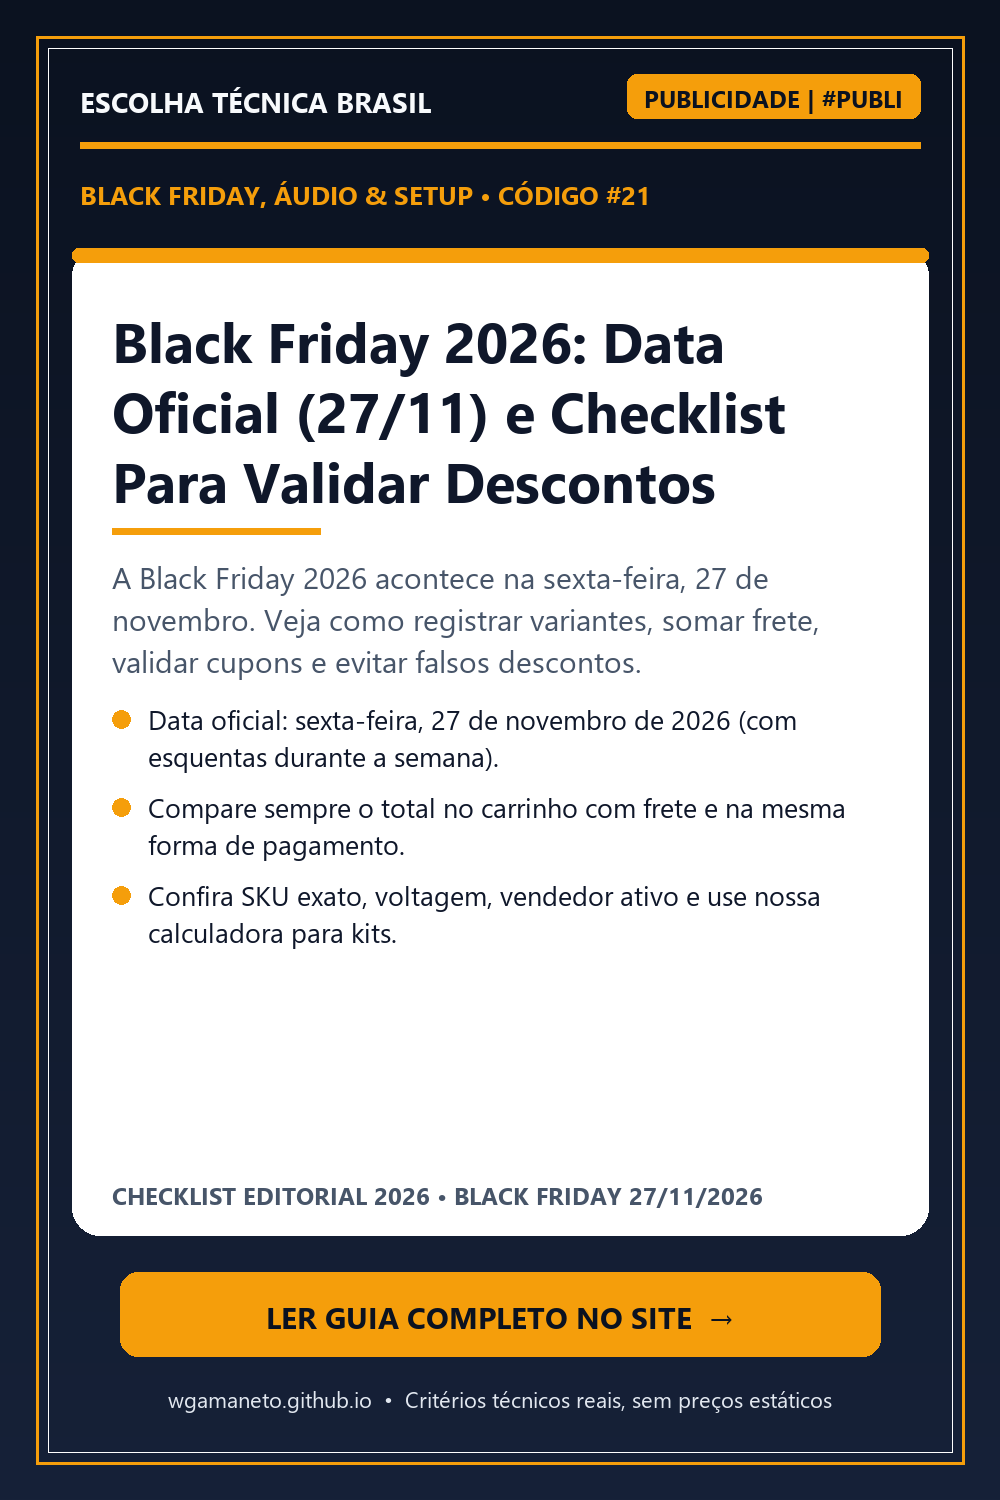 ESCOLHA TÉCNICA BRASIL
PUBLICIDADE | #PUBLI
BLACK FRIDAY, ÁUDIO & SETUP • CÓDIGO #21
Black Friday 2026: Data
Oficial (27/11) e Checklist
Para Validar Descontos
A Black Friday 2026 acontece na sexta-feira, 27 de
novembro. Veja como registrar variantes, somar frete,
validar cupons e evitar falsos descontos.
Data oficial: sexta-feira, 27 de novembro de 2026 (com
esquentas durante a semana).
Compare sempre o total no carrinho com frete e na mesma
forma de pagamento.
Confira SKU exato, voltagem, vendedor ativo e use nossa
calculadora para kits.
CHECKLIST EDITORIAL 2026 • BLACK FRIDAY 27/11/2026
LER GUIA COMPLETO NO SITE →
wgamaneto.github.io • Critérios técnicos reais, sem preços estáticos